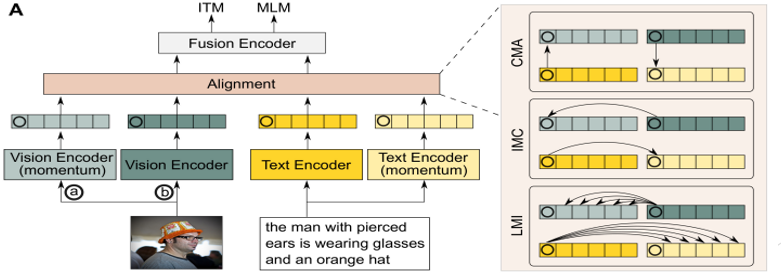 A
ITM MLM
Fusion Encoder
Alignment
Vision Encoder
(momentum)
Vision Encoder
Text Encoder
Text Encoder
(momentum)
a
b
the man with pierced
ears is wearing glasses
and an orange hat
CMA
IMC
LMI